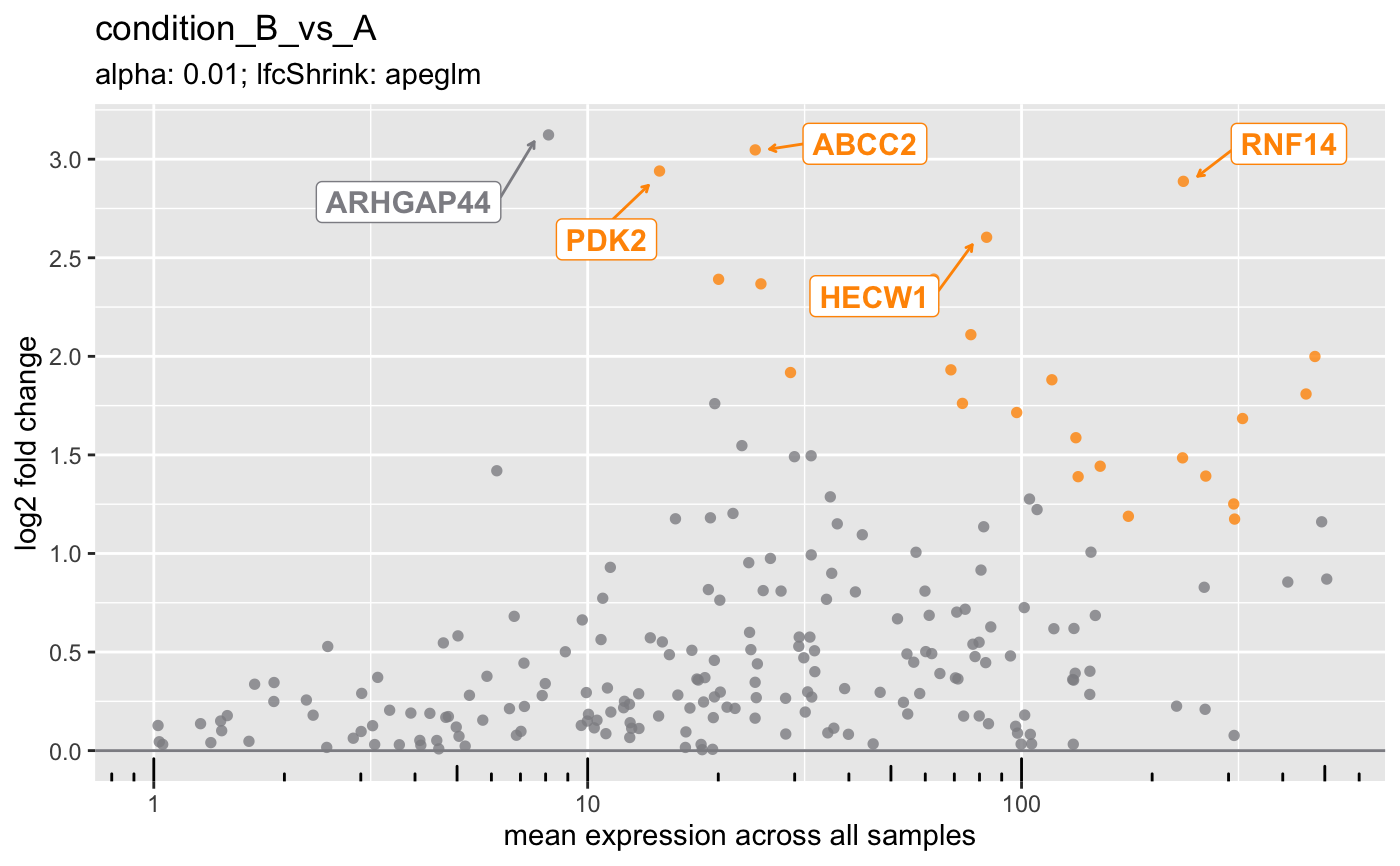 condition_B_vs_A
alpha: 0.01; lfcShrink: apeglm
3.0
2.5
2.0
1.5
1.0
0.5
0.0
log2 fold change
ARHGAP44
ABCC2
RNF14
PDK2
HECW1
1
10
100
mean expression across all samples